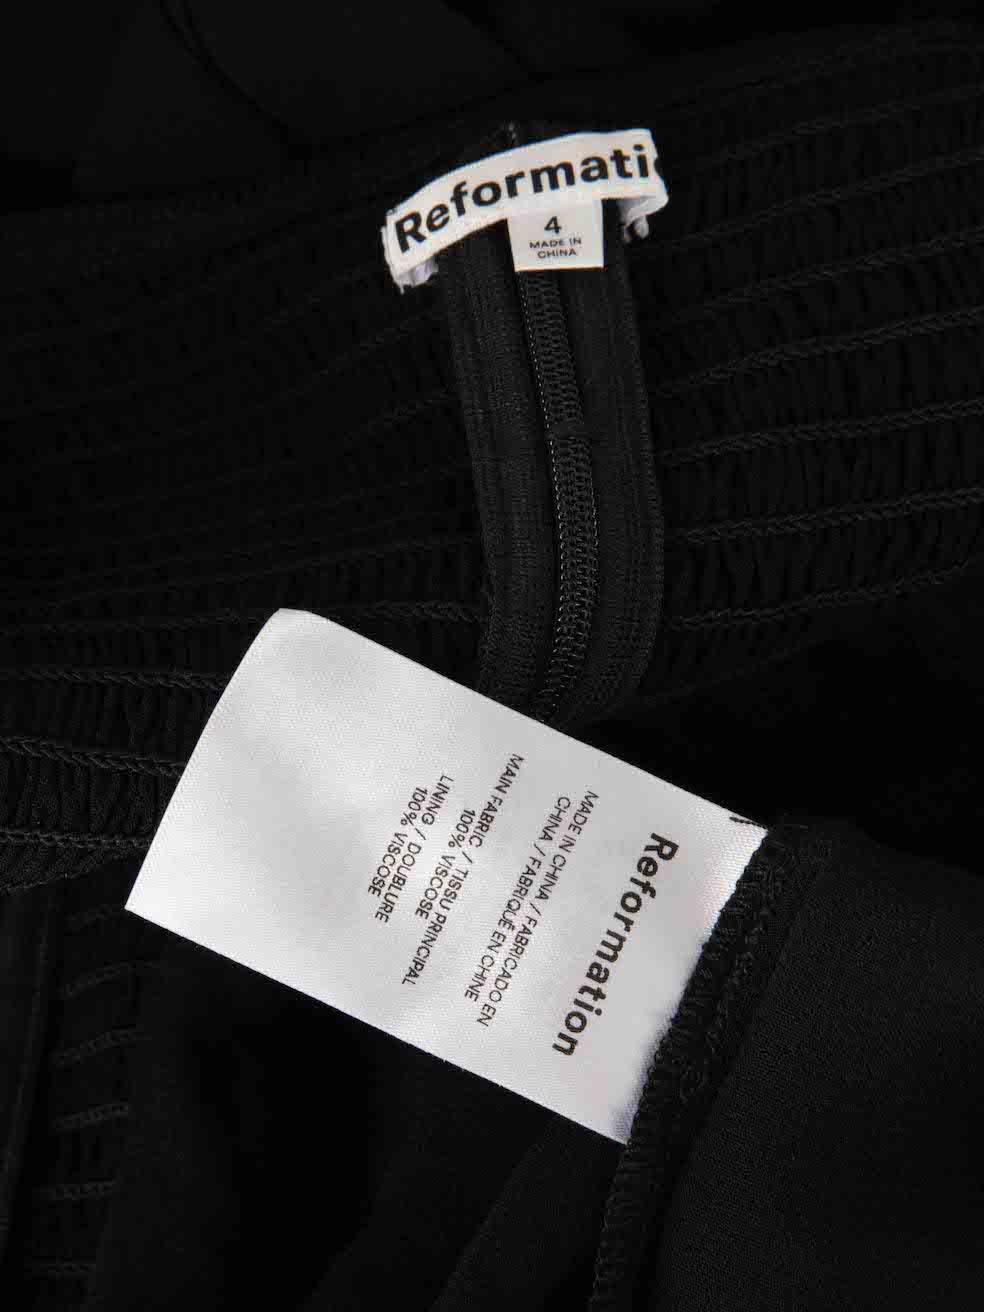 Reformati
4
MADE IN
CHINA
Reformation
MADE IN CHINA / FABRICADO EN
CHINA / FABRIQUÉ EN CHINE
MAIN FABRIC / TISSU PRINCIPAL
100% VISCOSE
LINING / DOUBLURE
100% VISCOSE